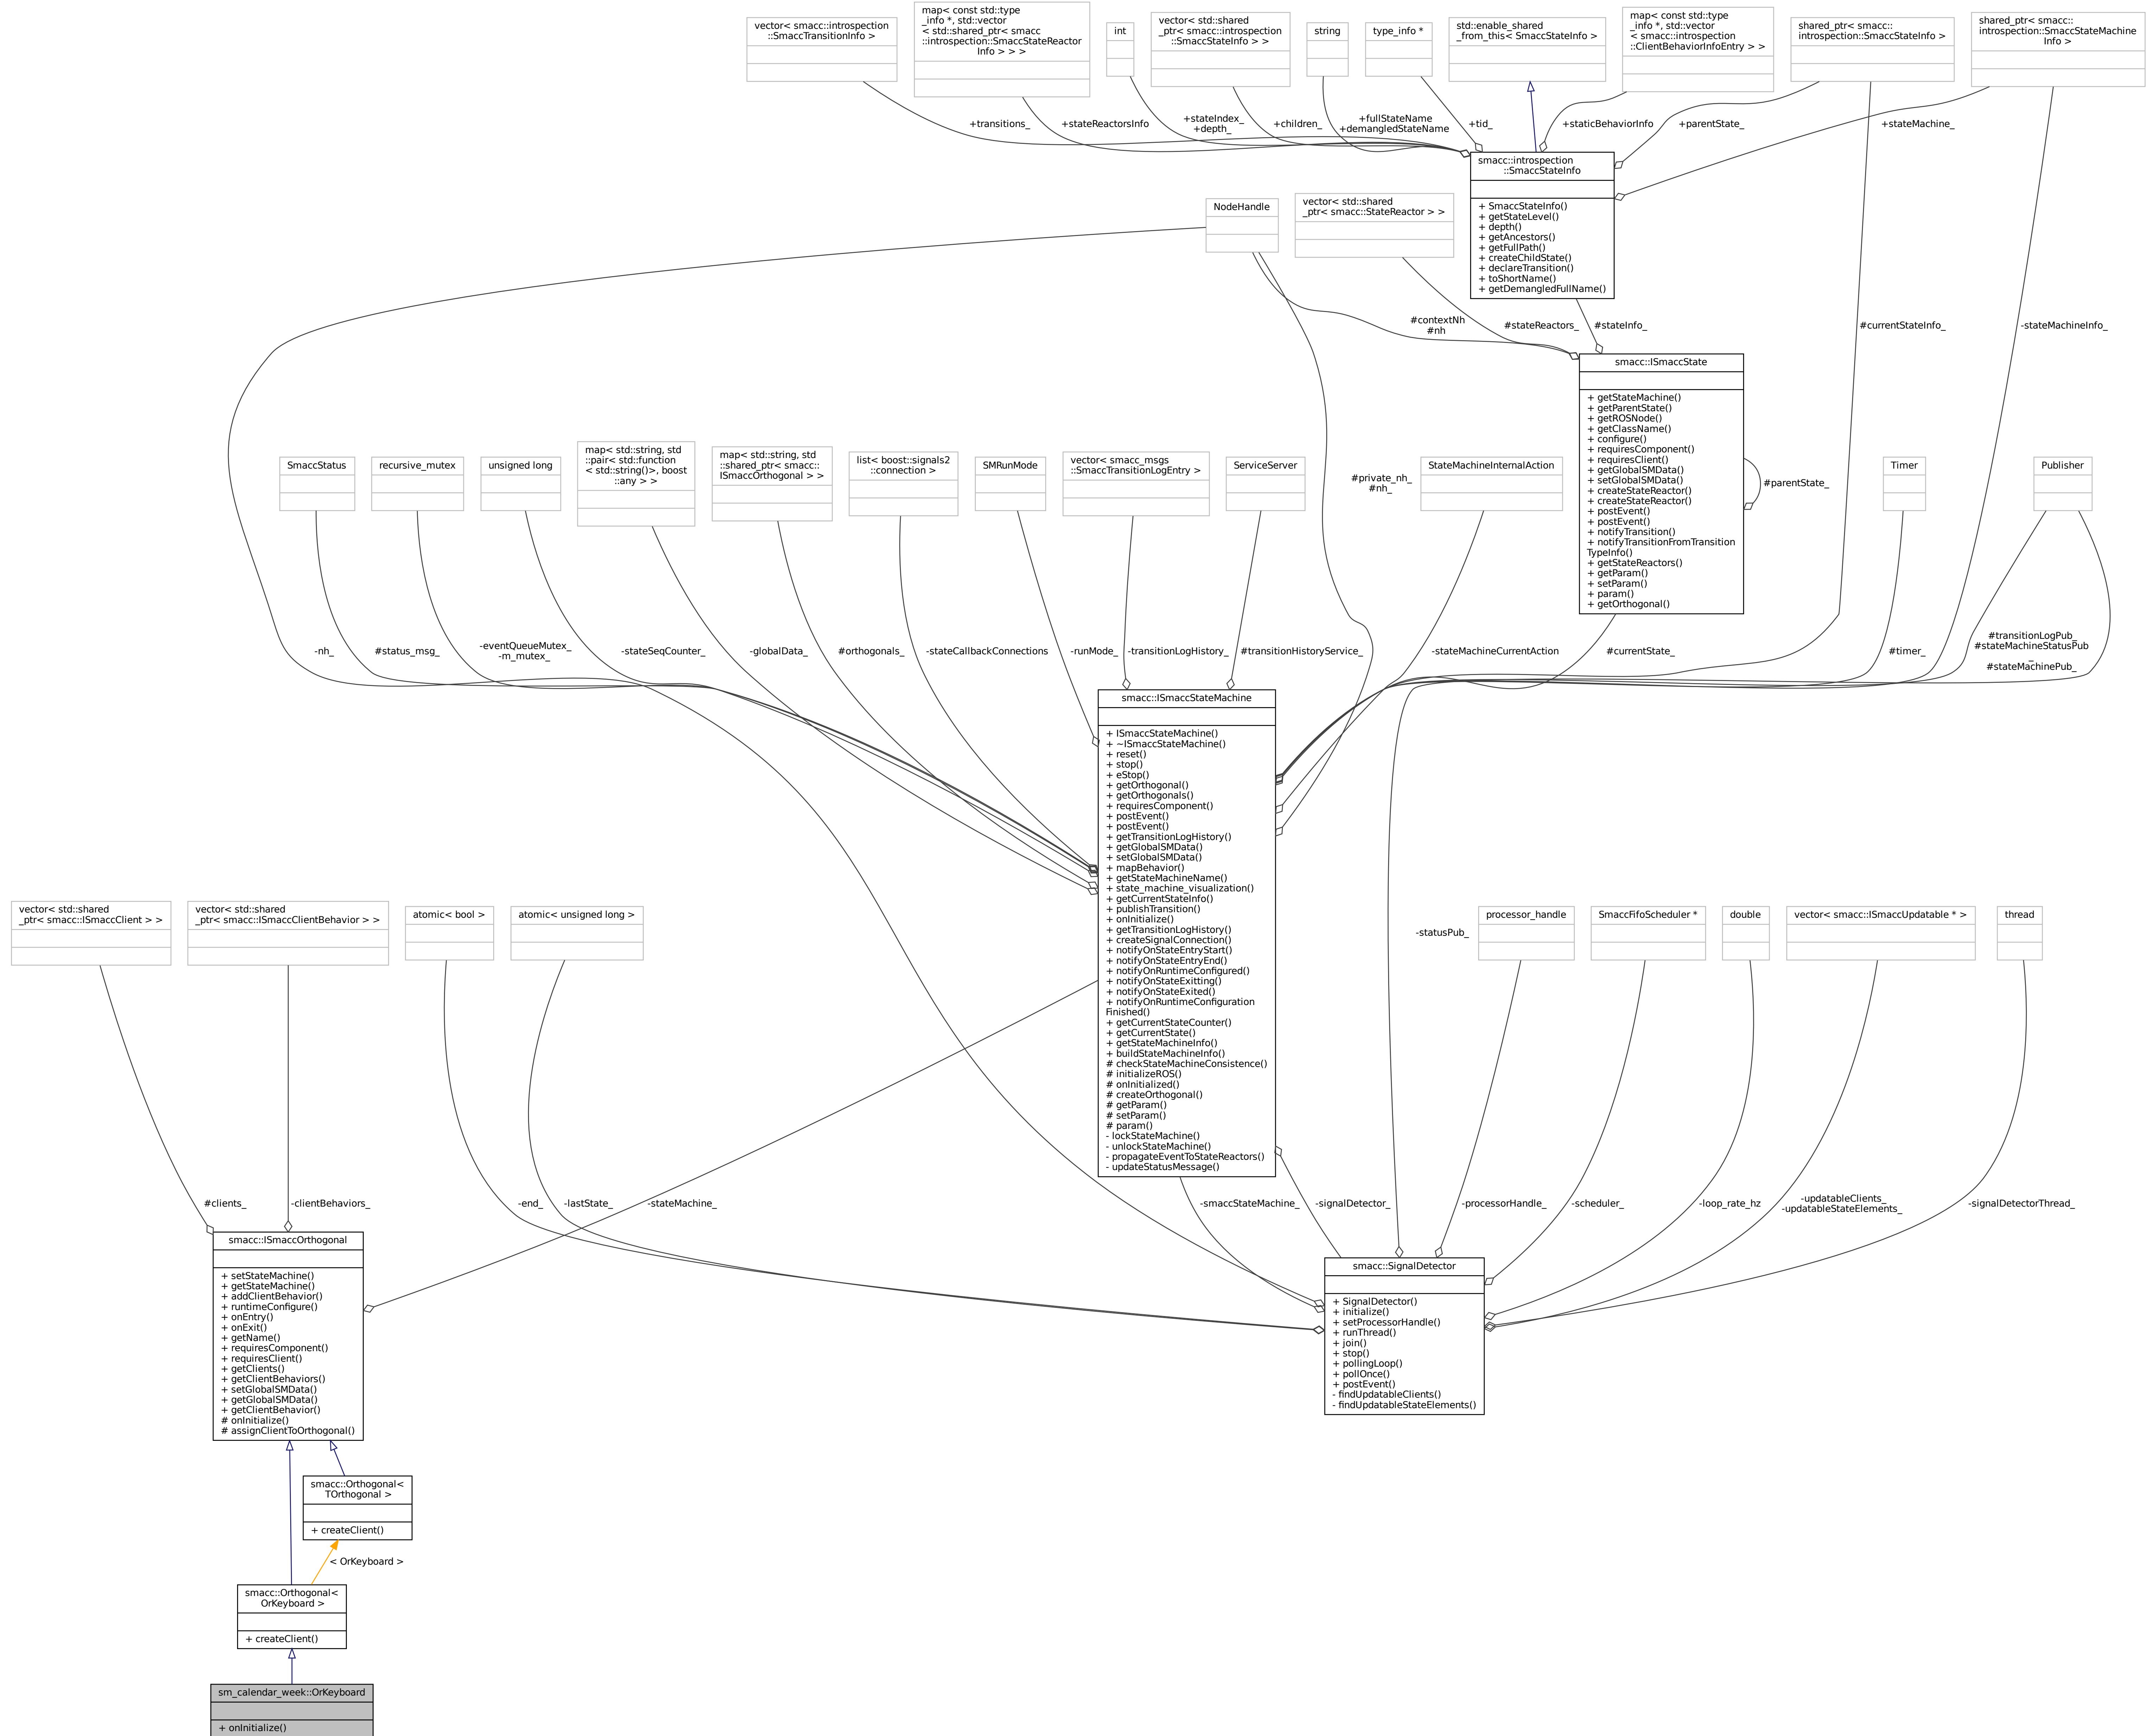 vector< smacc::introspection
::SmaccTransitionInfo >
map< const std::type
_info *, std::vector
< std::shared_ptr< smacc
::introspection::SmaccStateReactor
Info > > >
int
vector< std::shared
_ptr< smacc::introspection
::SmaccStateInfo > >
string
type_info *
std::enable_shared
_from_this< SmaccStateInfo >
map< const std::type
_info *, std::vector
< smacc::introspection
::ClientBehaviorInfoEntry > >
shared_ptr< smacc::
introspection::SmaccStateInfo >
shared_ptr< smacc::
introspection::SmaccStateMachine
Info >
+transitions_
+stateReactorsInfo
+stateIndex_
+depth_
+children_
+fullStateName
+demangledStateName
+tid_
+staticBehaviorInfo
+parentState_
+stateMachine_
smacc::introspection
::SmaccStateInfo
+ SmaccStateInfo()
+ getStateLevel()
+ depth()
+ getAncestors()
+ getFullPath()
+ createChildState()
+ declareTransition()
+ toShortName()
+ getDemangledFullName()
NodeHandle
vector< std::shared
_ptr< smacc::StateReactor > >
#contextNh
#nh
#stateReactors_
#stateInfo_
#currentStateInfo_
-stateMachineInfo_
smacc::ISmaccState
+ getStateMachine()
+ getParentState()
+ getROSNode()
+ getClassName()
+ configure()
+ requiresComponent()
+ requiresClient()
+ getGlobalSMData()
+ setGlobalSMData()
+ createStateReactor()
+ createStateReactor()
+ postEvent()
+ postEvent()
+ notifyTransition()
+ notifyTransitionFromTransition
TypeInfo()
+ getStateReactors()
+ getParam()
+ setParam()
+ param()
+ getOrthogonal()
#parentState_
SmaccStatus
recursive_mutex
unsigned long
map< std::string, std
::pair< std::function
< std::string()>, boost
::any > >
map< std::string, std
::shared_ptr< smacc::
ISmaccOrthogonal > >
list< boost::signals2
::connection >
SMRunMode
vector< smacc_msgs
::SmaccTransitionLogEntry >
ServiceServer
#private_nh_
#nh_
StateMachineInternalAction
Timer
Publisher
-nh_
#status_msg_
-eventQueueMutex_
-m_mutex_
-stateSeqCounter_
-globalData_
#orthogonals_
-stateCallbackConnections
-runMode_
-transitionLogHistory_
#transitionHistoryService_
-stateMachineCurrentAction
#currentState_
#timer_
#transitionLogPub_
#stateMachineStatusPub
_
#stateMachinePub_
smacc::ISmaccStateMachine
+ ISmaccStateMachine()
+ ~ISmaccStateMachine()
+ reset()
+ stop()
+ eStop()
+ getOrthogonal()
+ getOrthogonals()
+ requiresComponent()
+ postEvent()
+ postEvent()
+ getTransitionLogHistory()
+ getGlobalSMData()
+ setGlobalSMData()
+ mapBehavior()
+ getStateMachineName()
+ state_machine_visualization()
+ getCurrentStateInfo()
+ publishTransition()
+ onInitialize()
+ getTransitionLogHistory()
+ createSignalConnection()
+ notifyOnStateEntryStart()
+ notifyOnStateEntryEnd()
+ notifyOnRuntimeConfigured()
+ notifyOnStateExitting()
+ notifyOnStateExited()
+ notifyOnRuntimeConfiguration
Finished()
+ getCurrentStateCounter()
+ getCurrentState()
+ getStateMachineInfo()
+ buildStateMachineInfo()
# checkStateMachineConsistence()
# initializeROS()
# onInitialized()
# createOrthogonal()
# getParam()
# setParam()
# param()
- lockStateMachine()
- unlockStateMachine()
- propagateEventToStateReactors()
- updateStatusMessage()
vector< std::shared
_ptr< smacc::ISmaccClient > >
vector< std::shared
_ptr< smacc::ISmaccClientBehavior > >
atomic< bool >
atomic< unsigned long >
-statusPub_
processor_handle
SmaccFifoScheduler *
double
vector< smacc::ISmaccUpdatable * >
thread
#clients_
-clientBehaviors_
-end_
-lastState_
-stateMachine_
-smaccStateMachine_
-signalDetector_
-processorHandle_
-scheduler_
-loop_rate_hz
-updatableClients_
-updatableStateElements_
-signalDetectorThread_
smacc::ISmaccOrthogonal
+ setStateMachine()
+ getStateMachine()
+ addClientBehavior()
+ runtimeConfigure()
+ onEntry()
+ onExit()
+ getName()
+ requiresComponent()
+ requiresClient()
+ getClients()
+ getClientBehaviors()
+ setGlobalSMData()
+ getGlobalSMData()
+ getClientBehavior()
# onInitialize()
# assignClientToOrthogonal()
smacc::SignalDetector
+ SignalDetector()
+ initialize()
+ setProcessorHandle()
+ runThread()
+ join()
+ stop()
+ pollingLoop()
+ pollOnce()
+ postEvent()
- findUpdatableClients()
- findUpdatableStateElements()
smacc::Orthogonal<
TOrthogonal >
+ createClient()
< OrKeyboard >
smacc::Orthogonal<
OrKeyboard >
+ createClient()
sm_calendar_week::OrKeyboard
+ onInitialize()